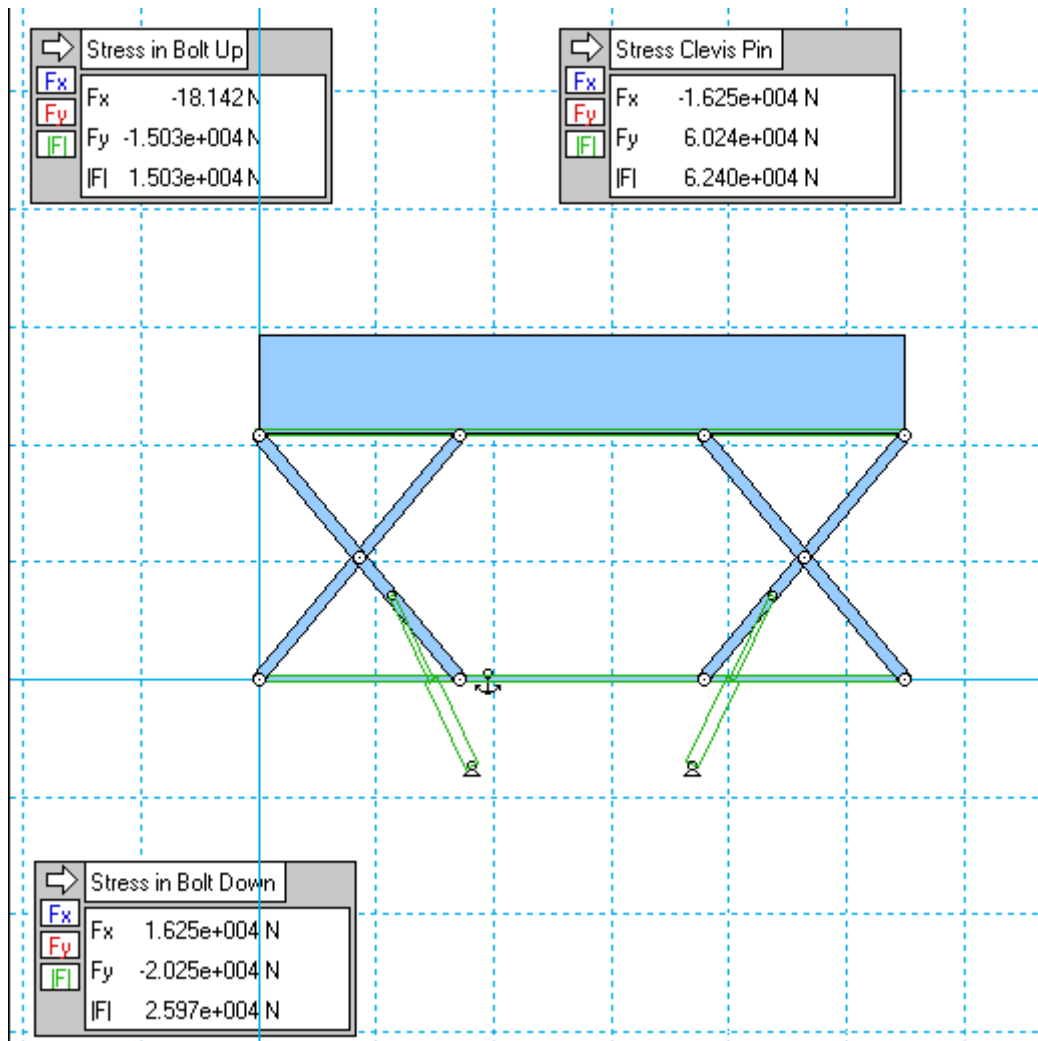 Stress in Bolt Up
Fx
Fy
|F|
Fx -18.142 N
Fy -1.503e+004 N
|F| 1.503e+004 N
Stress Clevis Pin
Fx
Fy
|F|
Fx -1.625e+004 N
Fy 6.024e+004 N
|F| 6.240e+004 N
Stress in Bolt Down
Fx
Fy
|F|
Fx 1.625e+004 N
Fy -2.025e+004 N
|F| 2.597e+004 N